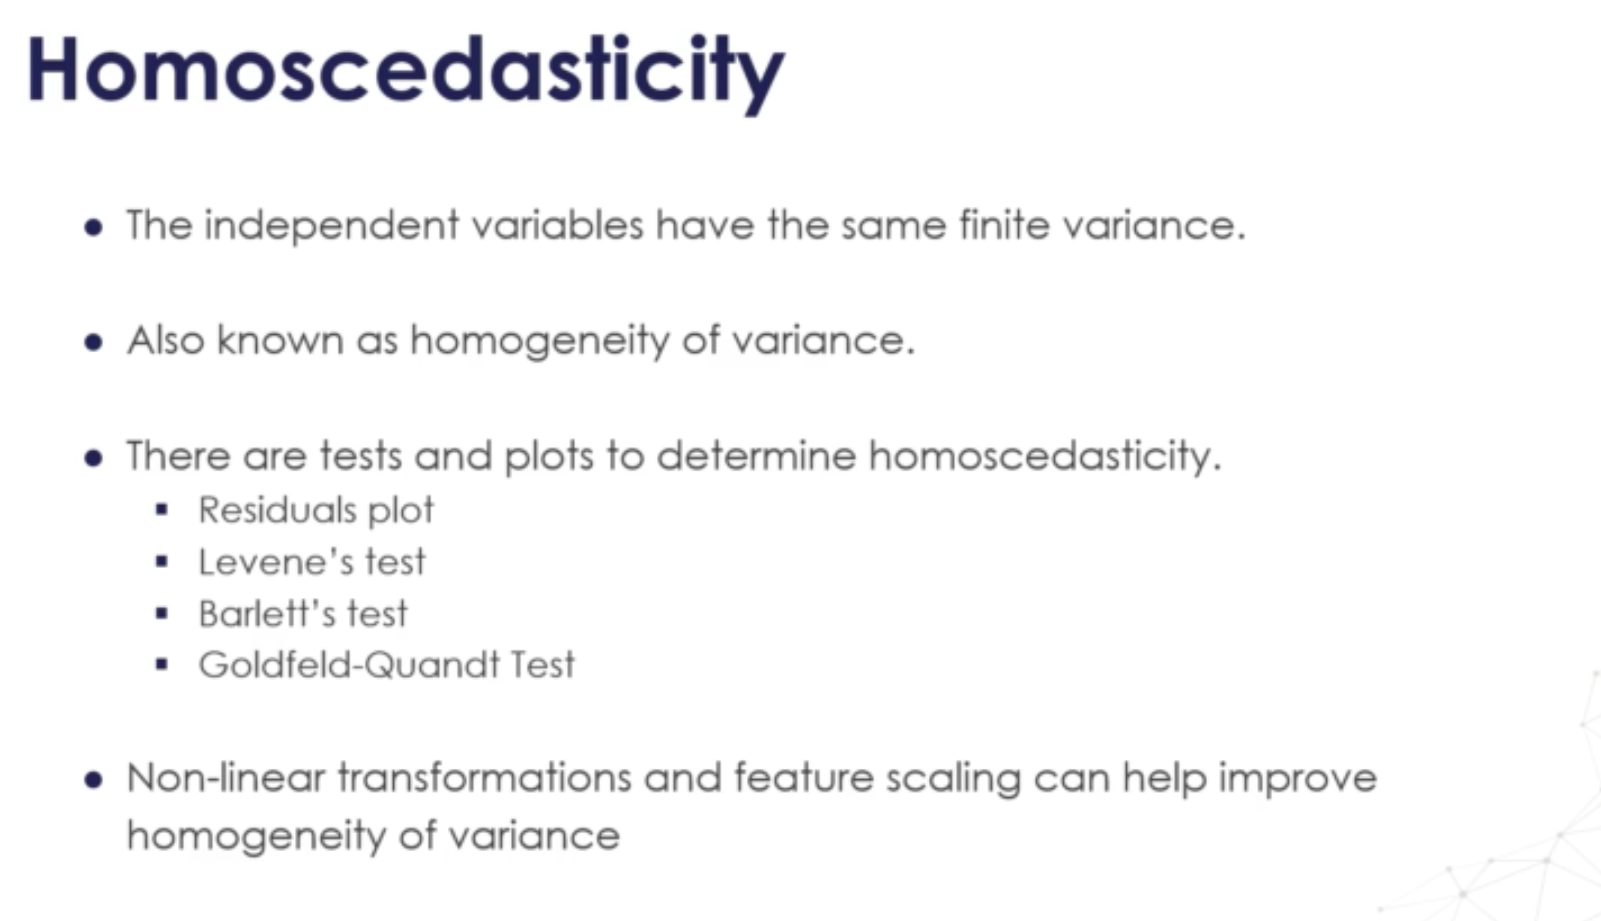 Homoscedasticity
● The independent variables have the same finite variance.
● Also known as homogeneity of variance.
● There are tests and plots to determine homoscedasticity.
▪ Residuals plot
▪ Levene's test
▪ Barlett's test
▪ Goldfeld-Quandt Test
● Non-linear transformations and feature scaling can help improve
homogeneity of variance